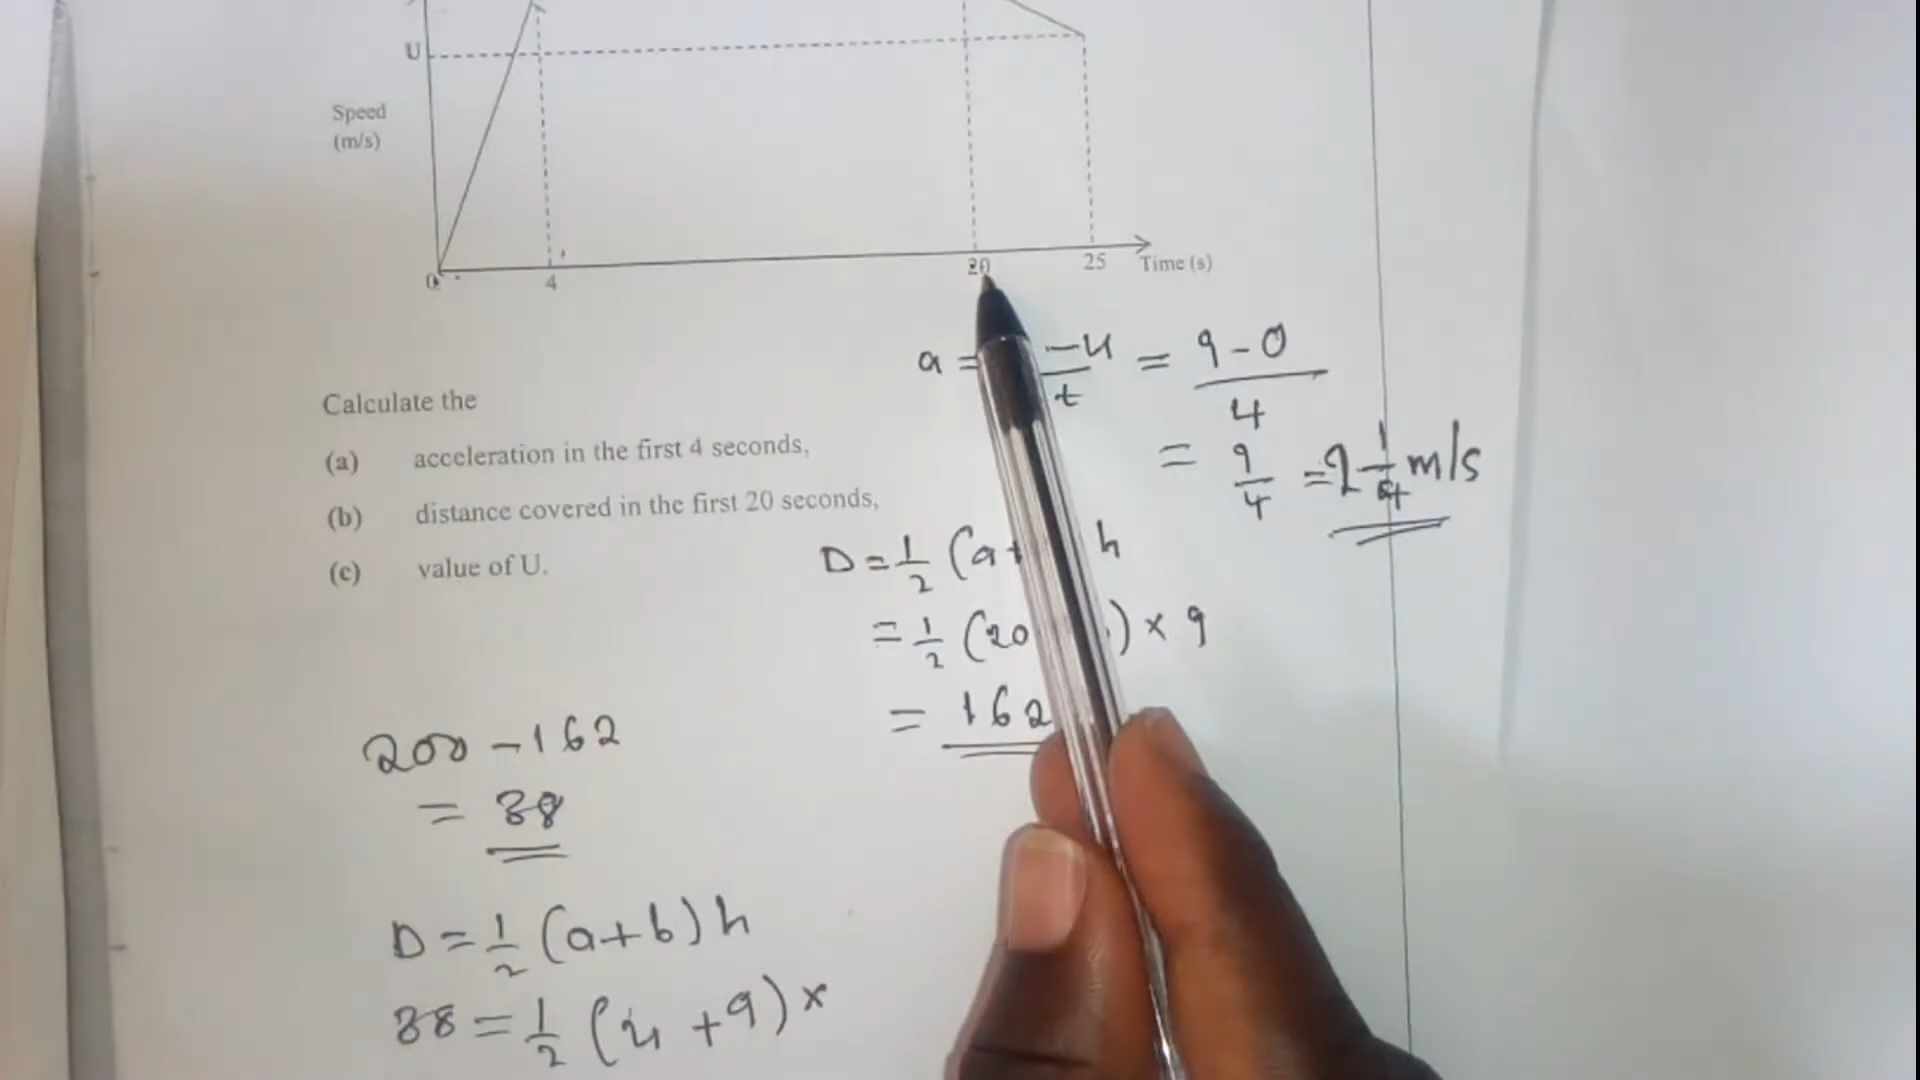 U
Speed
(m/s)
0 4 20 25 Time (s)
a = -u/t = 9-0/4
= 9/4 = 2 1/4 m/s
Calculate the
(a) acceleration in the first 4 seconds,
(b) distance covered in the first 20 seconds,
(c) value of U.
D = 1/2 (a+ h
= 1/2 (20 ) × 9
= 162
200 - 162
= 38
D = 1/2 (a+b) h
38 = 1/2 (u + 9) ×